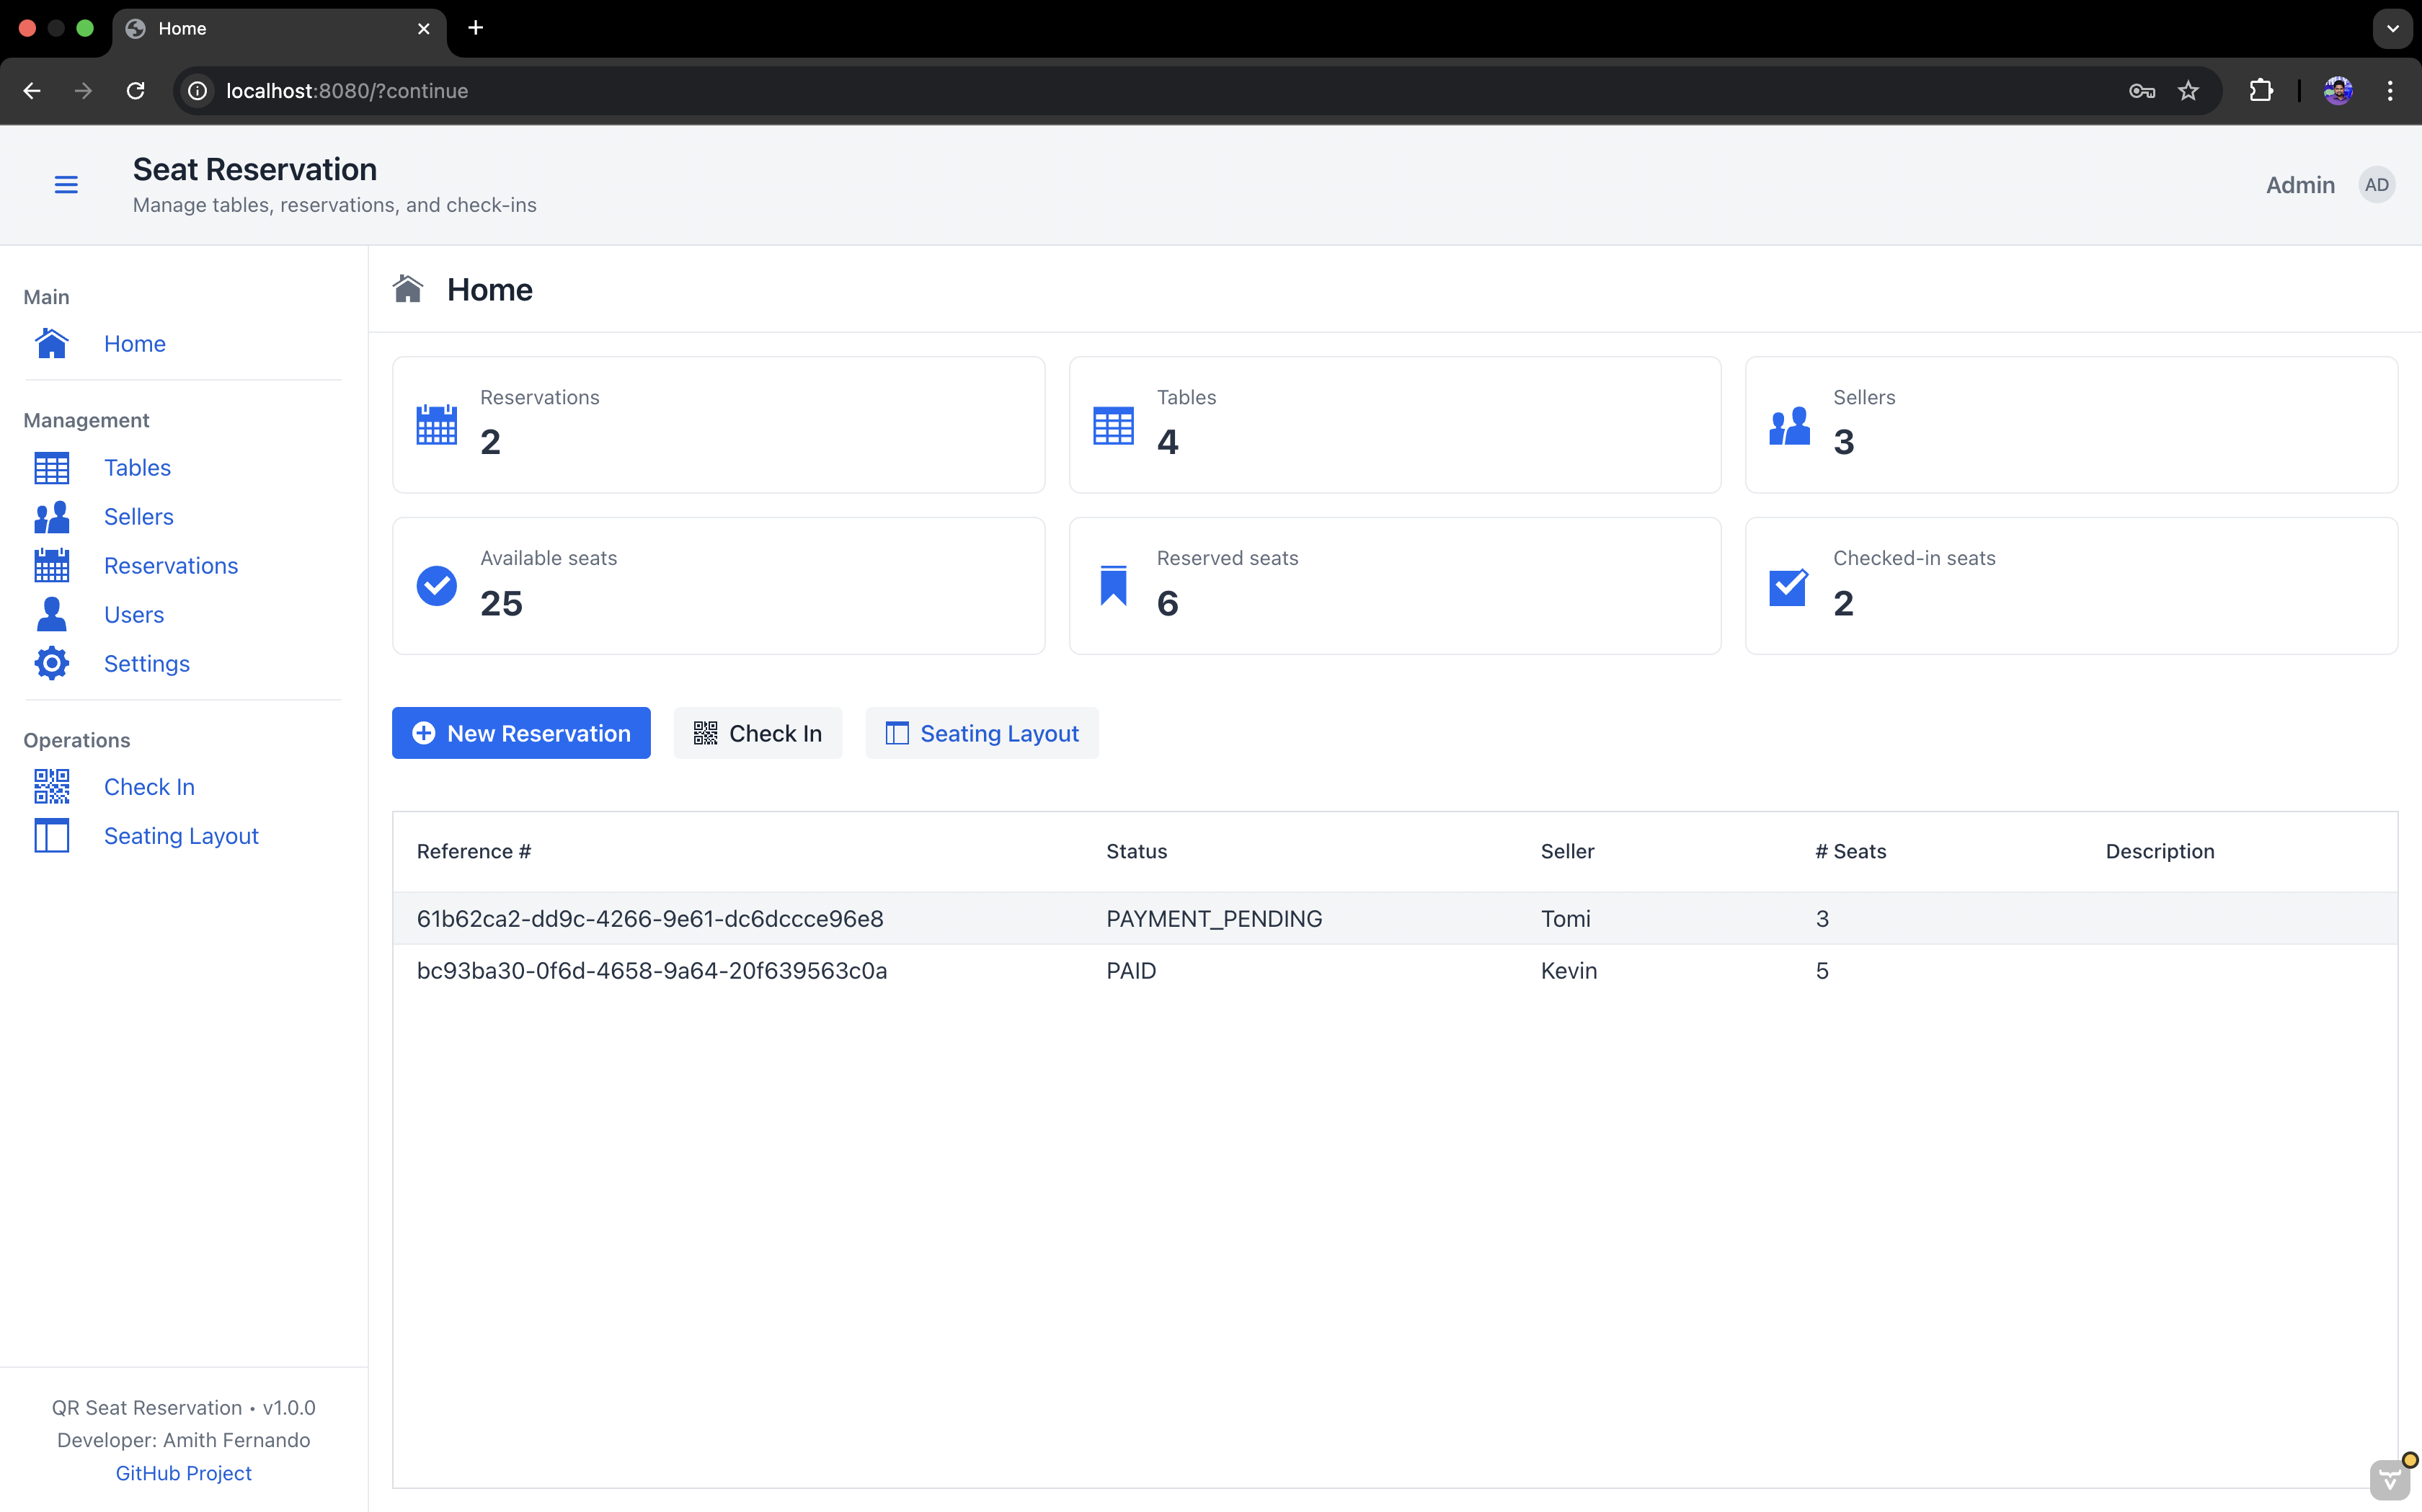 Home
localhost:8080/?continue
Seat Reservation
Manage tables, reservations, and check-ins
Admin AD
Main
Home
Management
Tables
Sellers
Reservations
Users
Settings
Operations
Check In
Seating Layout
QR Seat Reservation • v1.0.0
Developer: Amith Fernando
GitHub Project
Home
Reservations
2
Tables
4
Sellers
3
Available seats
25
Reserved seats
6
Checked-in seats
2
New Reservation Check In Seating Layout
Reference # Status Seller # Seats Description
61b62ca2-dd9c-4266-9e61-dc6dccce96e8 PAYMENT_PENDING Tomi 3
bc93ba30-0f6d-4658-9a64-20f639563c0a PAID Kevin 5